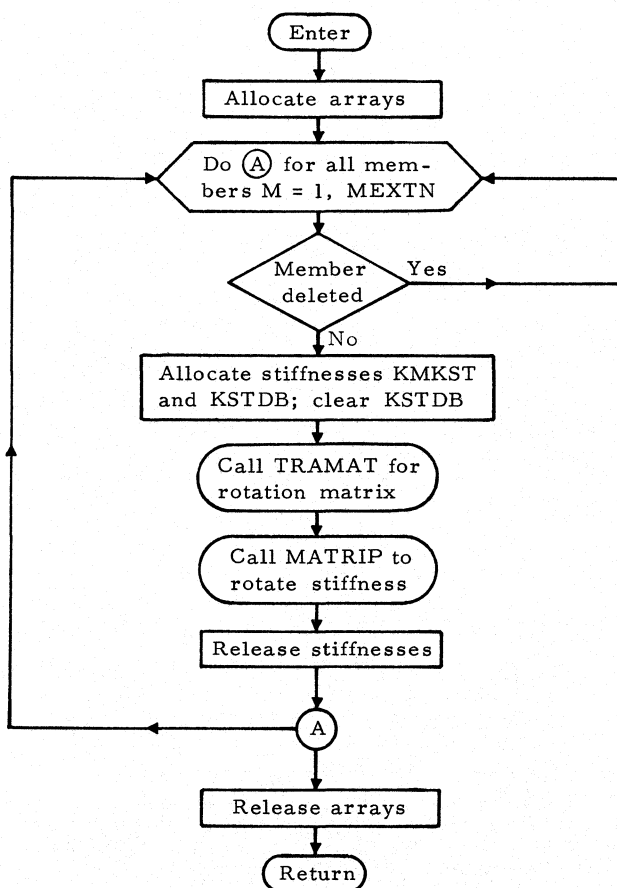 Enter
Allocate arrays
Do A for all mem-
bers M = 1, MEXTN
Member
deleted
Yes
No
Allocate stiffnesses KMKST
and KSTDB; clear KSTDB
Call TRAMAT for
rotation matrix
Call MATRIP to
rotate stiffness
Release stiffnesses
A
Release arrays
Return